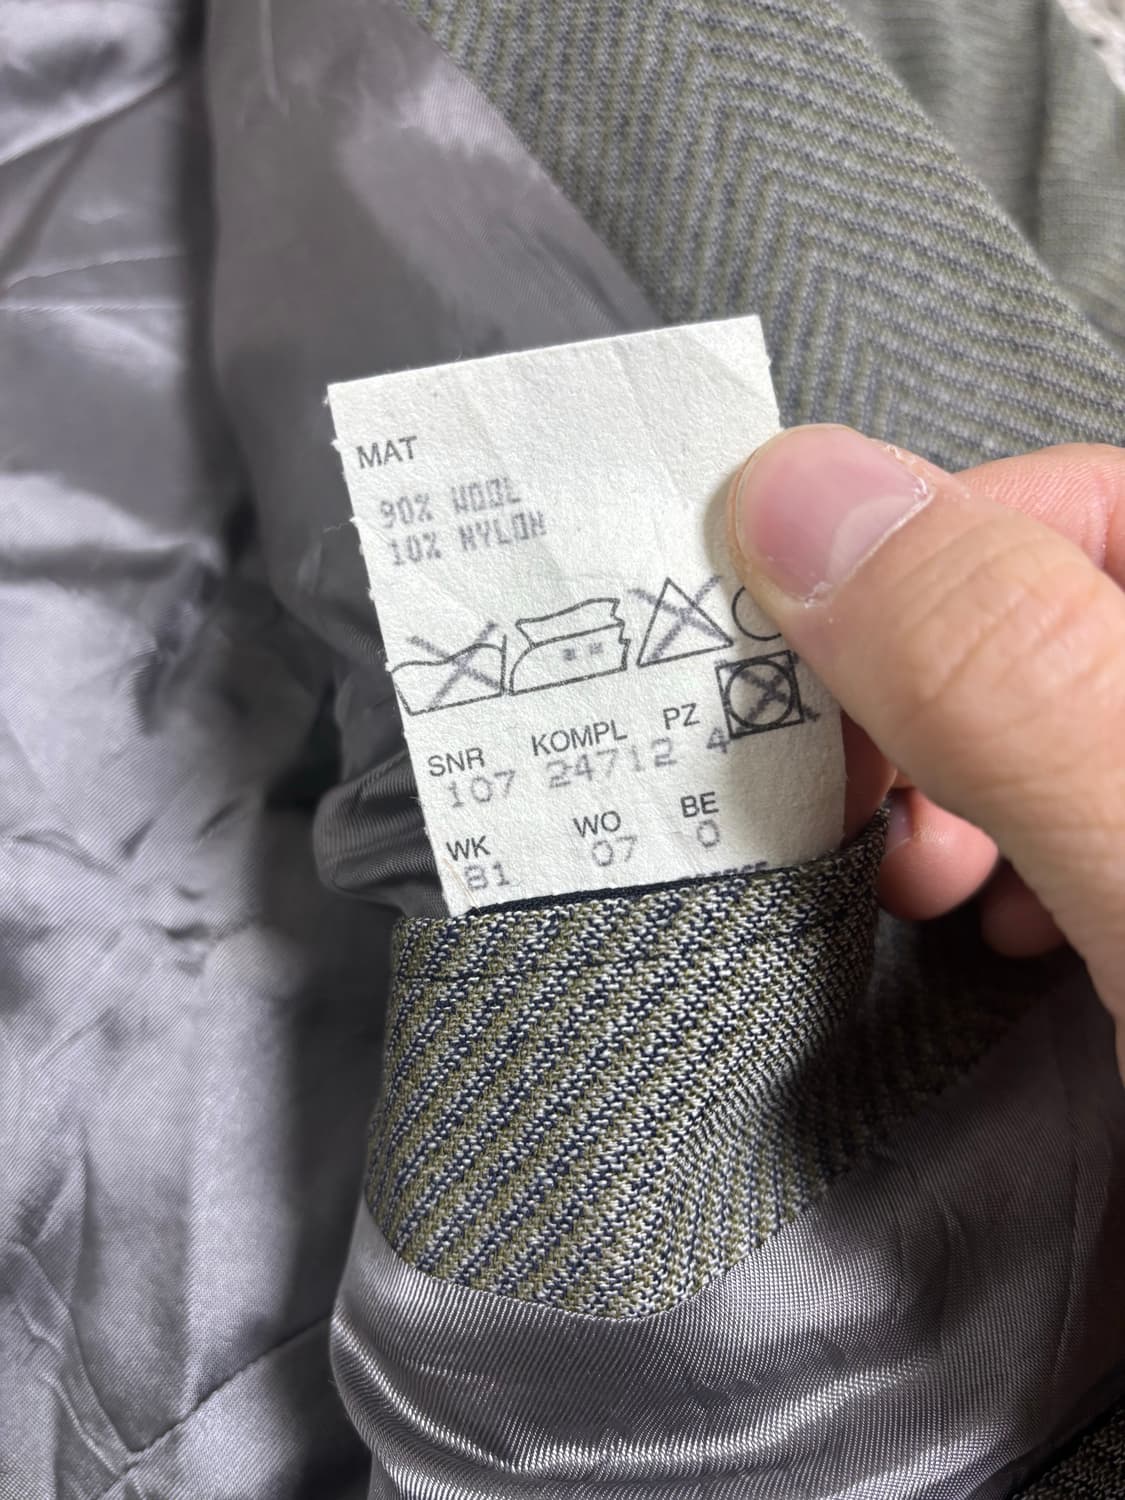 MAT
90% WOOL
10% NYLON
SNR KOMPL PZ
107 24712 4
WK WO BE
81 07 0